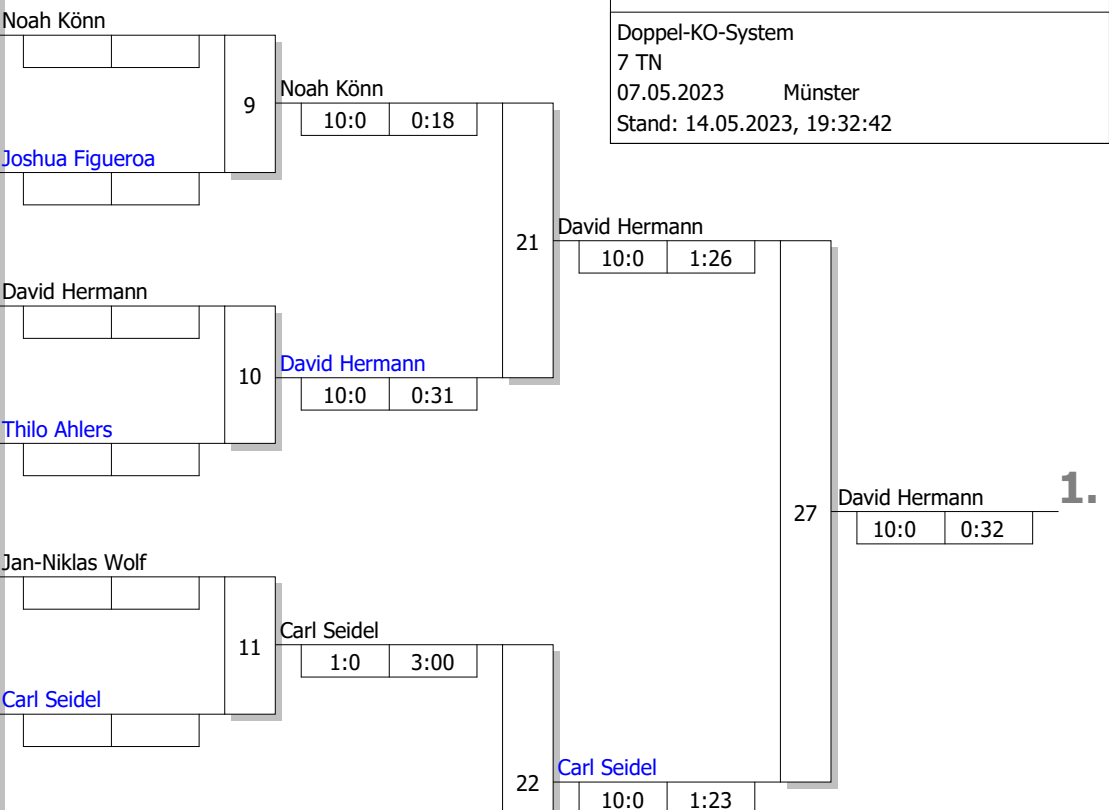 Noah Könn
Doppel-KO-System
7 TN
07.05.2023 Münster
Stand: 14.05.2023, 19:32:42
9
Noah Könn
10:0 0:18
Joshua Figueroa
21
David Hermann
10:0 1:26
David Hermann
10
David Hermann
10:0 0:31
Thilo Ahlers
27
David Hermann
1.
10:0 0:32
Jan-Niklas Wolf
11
Carl Seidel
1:0 3:00
Carl Seidel
22
Carl Seidel
10:0 1:23